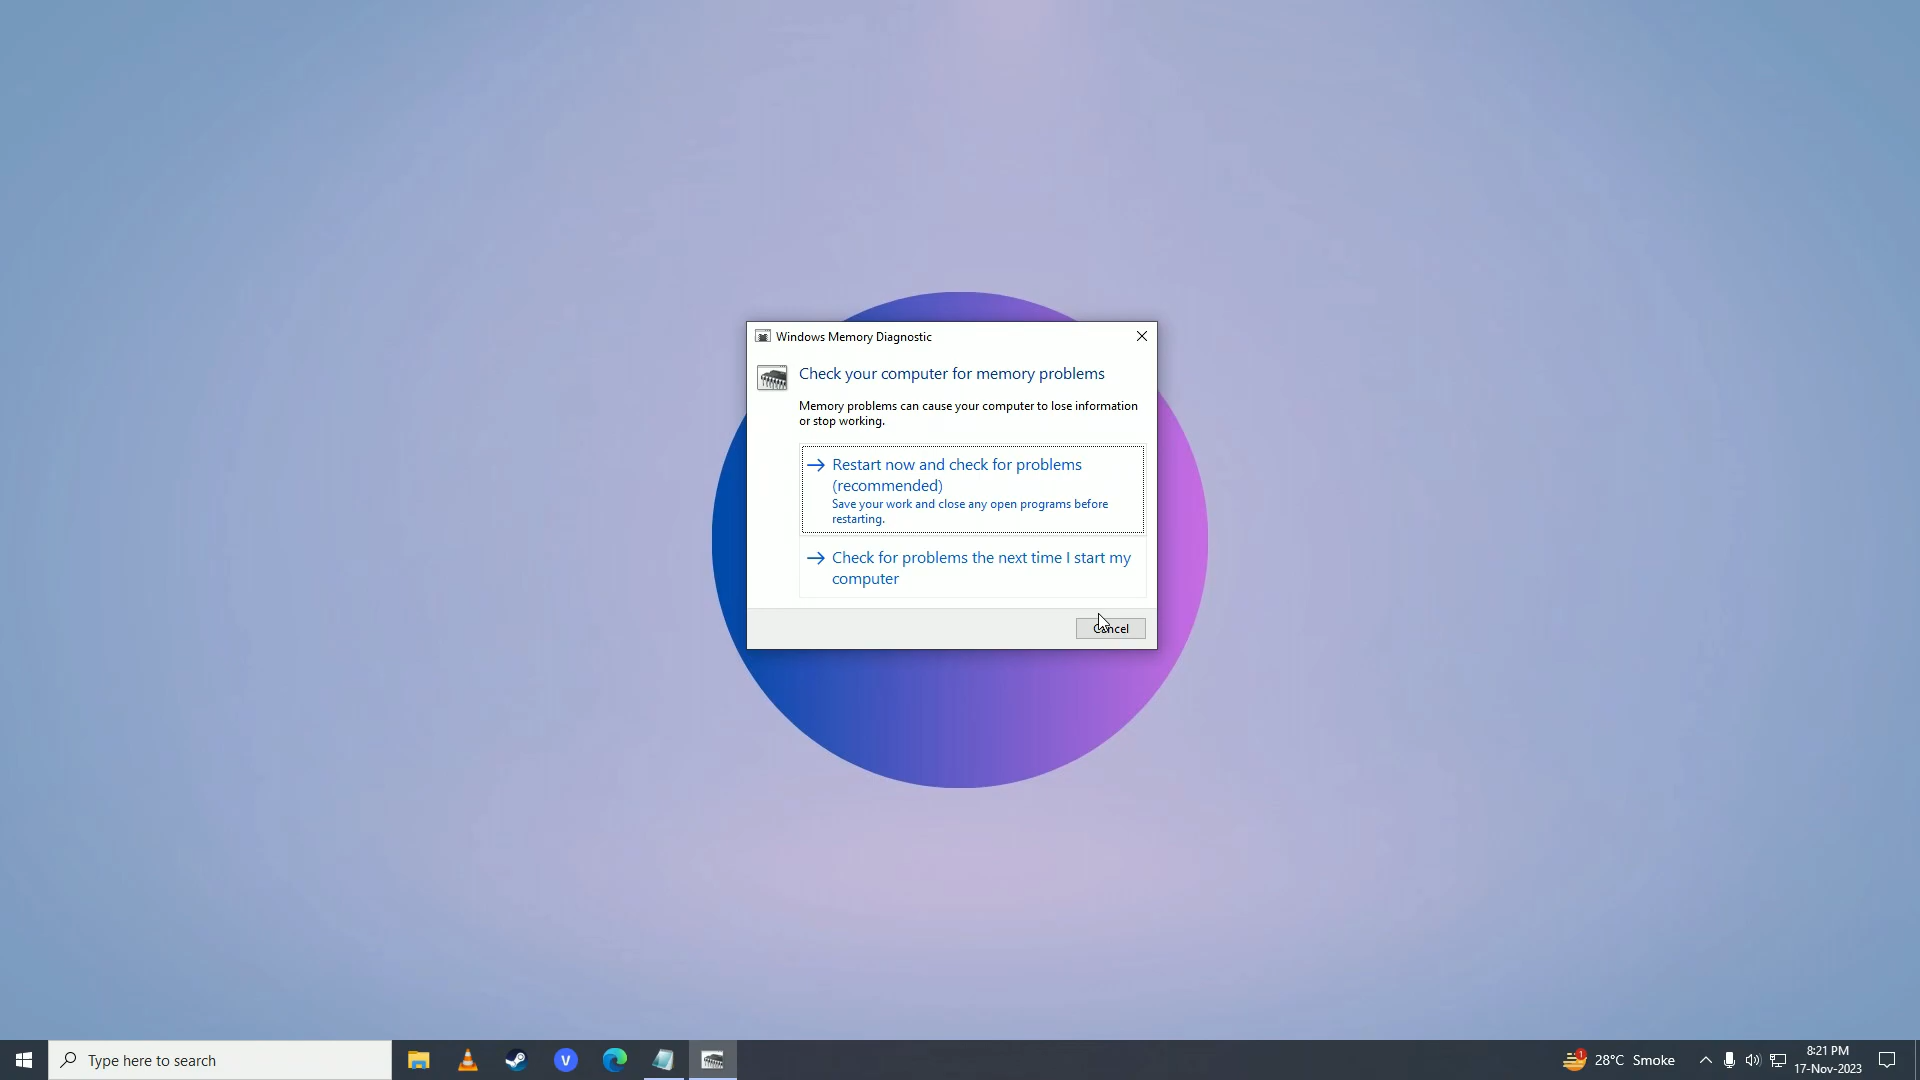 Windows Memory Diagnostic
Check your computer for memory problems
Memory problems can cause your computer to lose information
or stop working.
Restart now and check for problems
(recommended)
Save your work and close any open programs before
restarting.
Check for problems the next time I start my
computer
Cancel
Type here to search
V
1
28°C Smoke
8:21 PM
17-Nov-2023